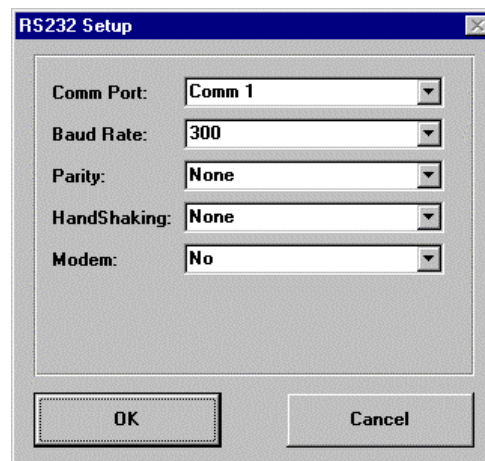 RS232 Setup
Comm Port: Comm 1
Baud Rate: 300
Parity: None
HandShaking: None
Modem: No
OK Cancel